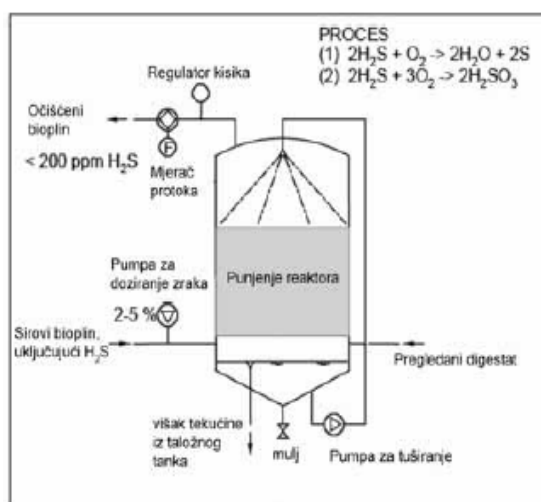 PROCES
(1) 2H₂S + O₂ -> 2H₂O + 2S
(2) 2H₂S + 3O₂ -> 2H₂SO₃
Regulator kisika
Očišćeni
bioplin
< 200 ppm H₂S
F
Mjerač
protoka
Pumpa za
doziranje zraka
2-5 %
Punjenje reaktora
Sirovi bioplin,
uključujući H₂S
Pregledani digestat
višak tekućine
iz taložnog
tanka
mulj
Pumpa za tuširanje